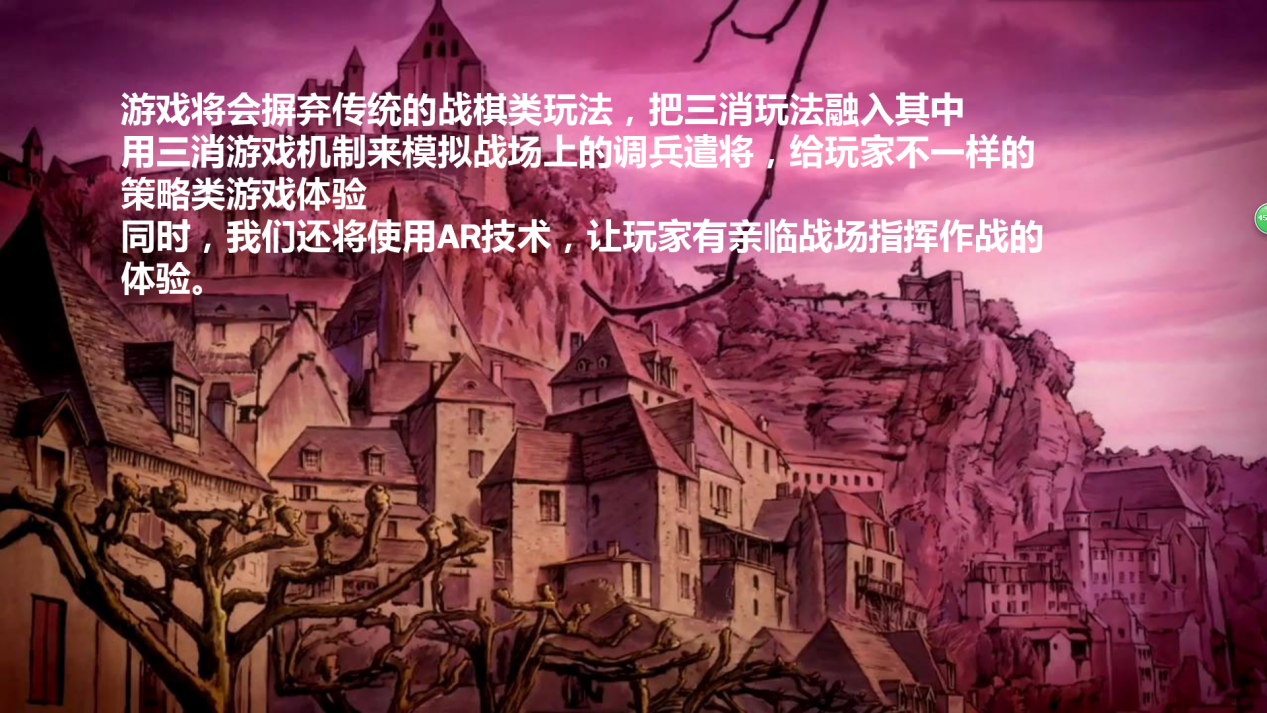 游戏将会摒弃传统的战棋类玩法，把三消玩法融入其中
用三消游戏机制来模拟战场上的调兵遣将，给玩家不一样的
策略类游戏体验
同时，我们还将使用AR技术，让玩家有亲临战场指挥作战的
体验。